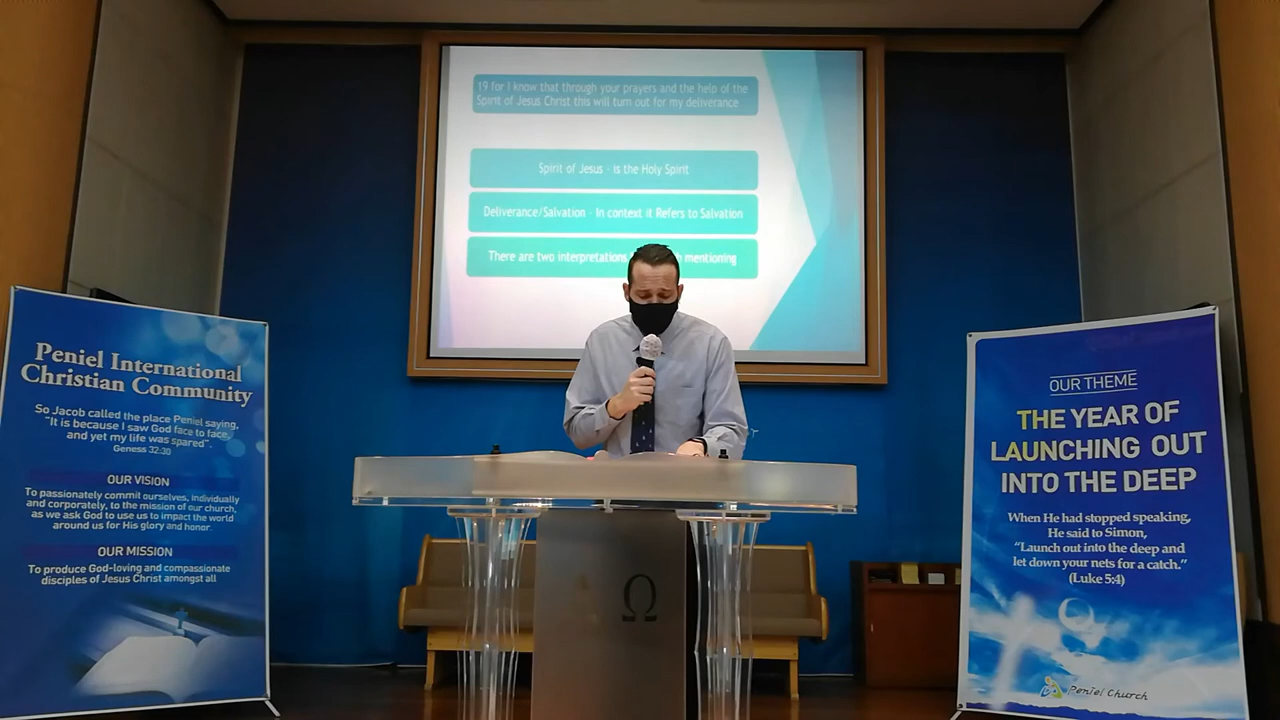 19 for I know that through your prayers and the help of the
Spirit of Jesus Christ this will turn out for my deliverance
Spirit of Jesus - is the Holy Spirit
Deliverance/Salvation - In context it Refers to Salvation
There are two interpretations
mentioning
Peniel International
Christian Community
So Jacob called the place Peniel saying,
"It is because I saw God face to face,
and yet my life was spared".
Genesis 32:30
OUR VISION
To passionately commit ourselves, individually
and corporately, to the mission of our church,
as we ask God to use us to impact the world
around us for His glory and honor.
OUR MISSION
To produce God-loving and compassionate
disciples of Jesus Christ amongst all
OUR THEME
THE YEAR OF
LAUNCHING OUT
INTO THE DEEP
When He had stopped speaking,
He said to Simon,
"Launch out into the deep and
let down your nets for a catch."
(Luke 5:4)
Peniel Church
Α Ω